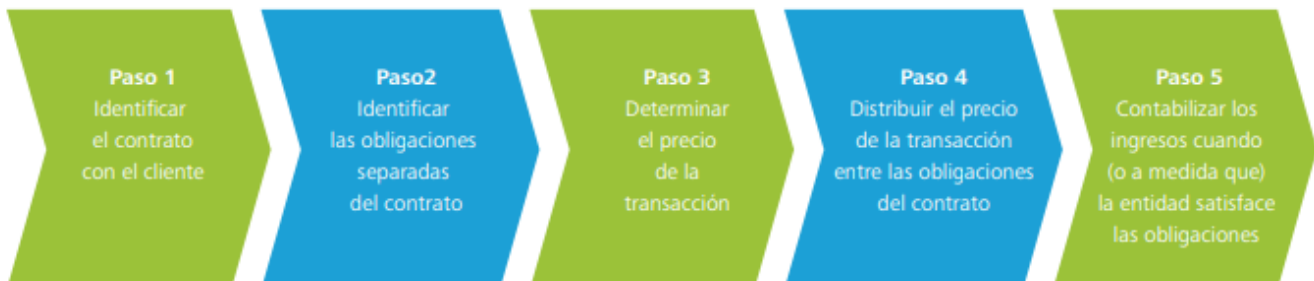 Paso 1
Identificar
el contrato
con el cliente
Paso2
Identificar
las obligaciones
separadas
del contrato
Paso 3
Determinar
el precio
de la
transacción
Paso 4
Distribuir el precio
de la transacción
entre las obligaciones
del contrato
Paso 5
Contabilizar los
ingresos cuando
(o a medida que)
la entidad satisface
las obligaciones